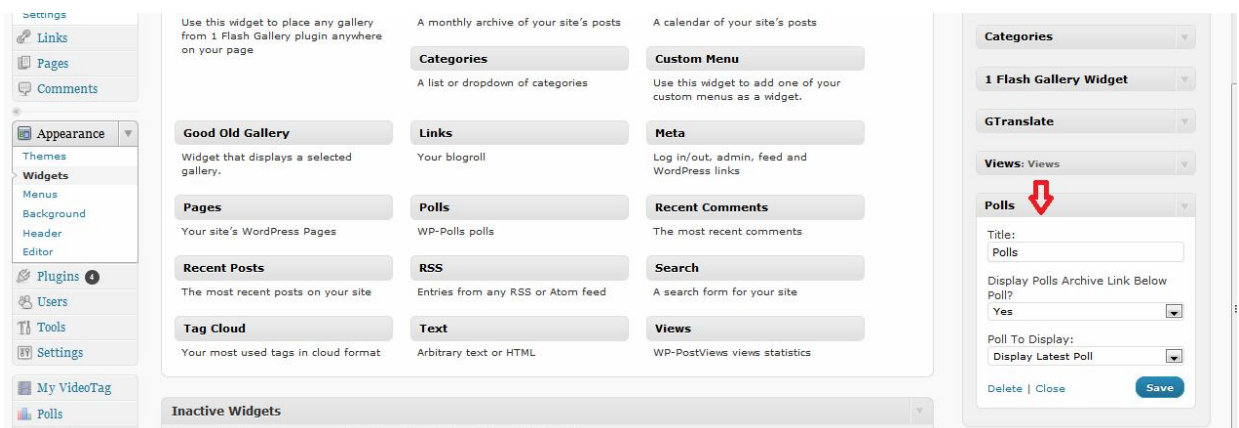 Settings
Links
Pages
Comments
Appearance
Themes
Widgets
Menus
Background
Header
Editor
Plugins 4
Users
Tools
Settings
My VideoTag
Polls
Use this widget to place any gallery
from 1 Flash Gallery plugin anywhere
on your page
A monthly archive of your site's posts
A calendar of your site's posts
Categories
A list or dropdown of categories
Custom Menu
Use this widget to add one of your
custom menus as a widget.
Good Old Gallery
Widget that displays a selected
gallery.
Links
Your blogroll
Meta
Log in/out, admin, feed and
WordPress links
Pages
Your site's WordPress Pages
Polls
WP-Polls polls
Recent Comments
The most recent comments
Recent Posts
The most recent posts on your site
RSS
Entries from any RSS or Atom feed
Search
A search form for your site
Tag Cloud
Your most used tags in cloud format
Text
Arbitrary text or HTML
Views
WP-PostViews views statistics
Inactive Widgets
Categories
1 Flash Gallery Widget
GTranslate
Views: Views
Polls
Title:
Polls
Display Polls Archive Link Below
Poll?
Yes
Poll To Display:
Display Latest Poll
Delete | Close
Save